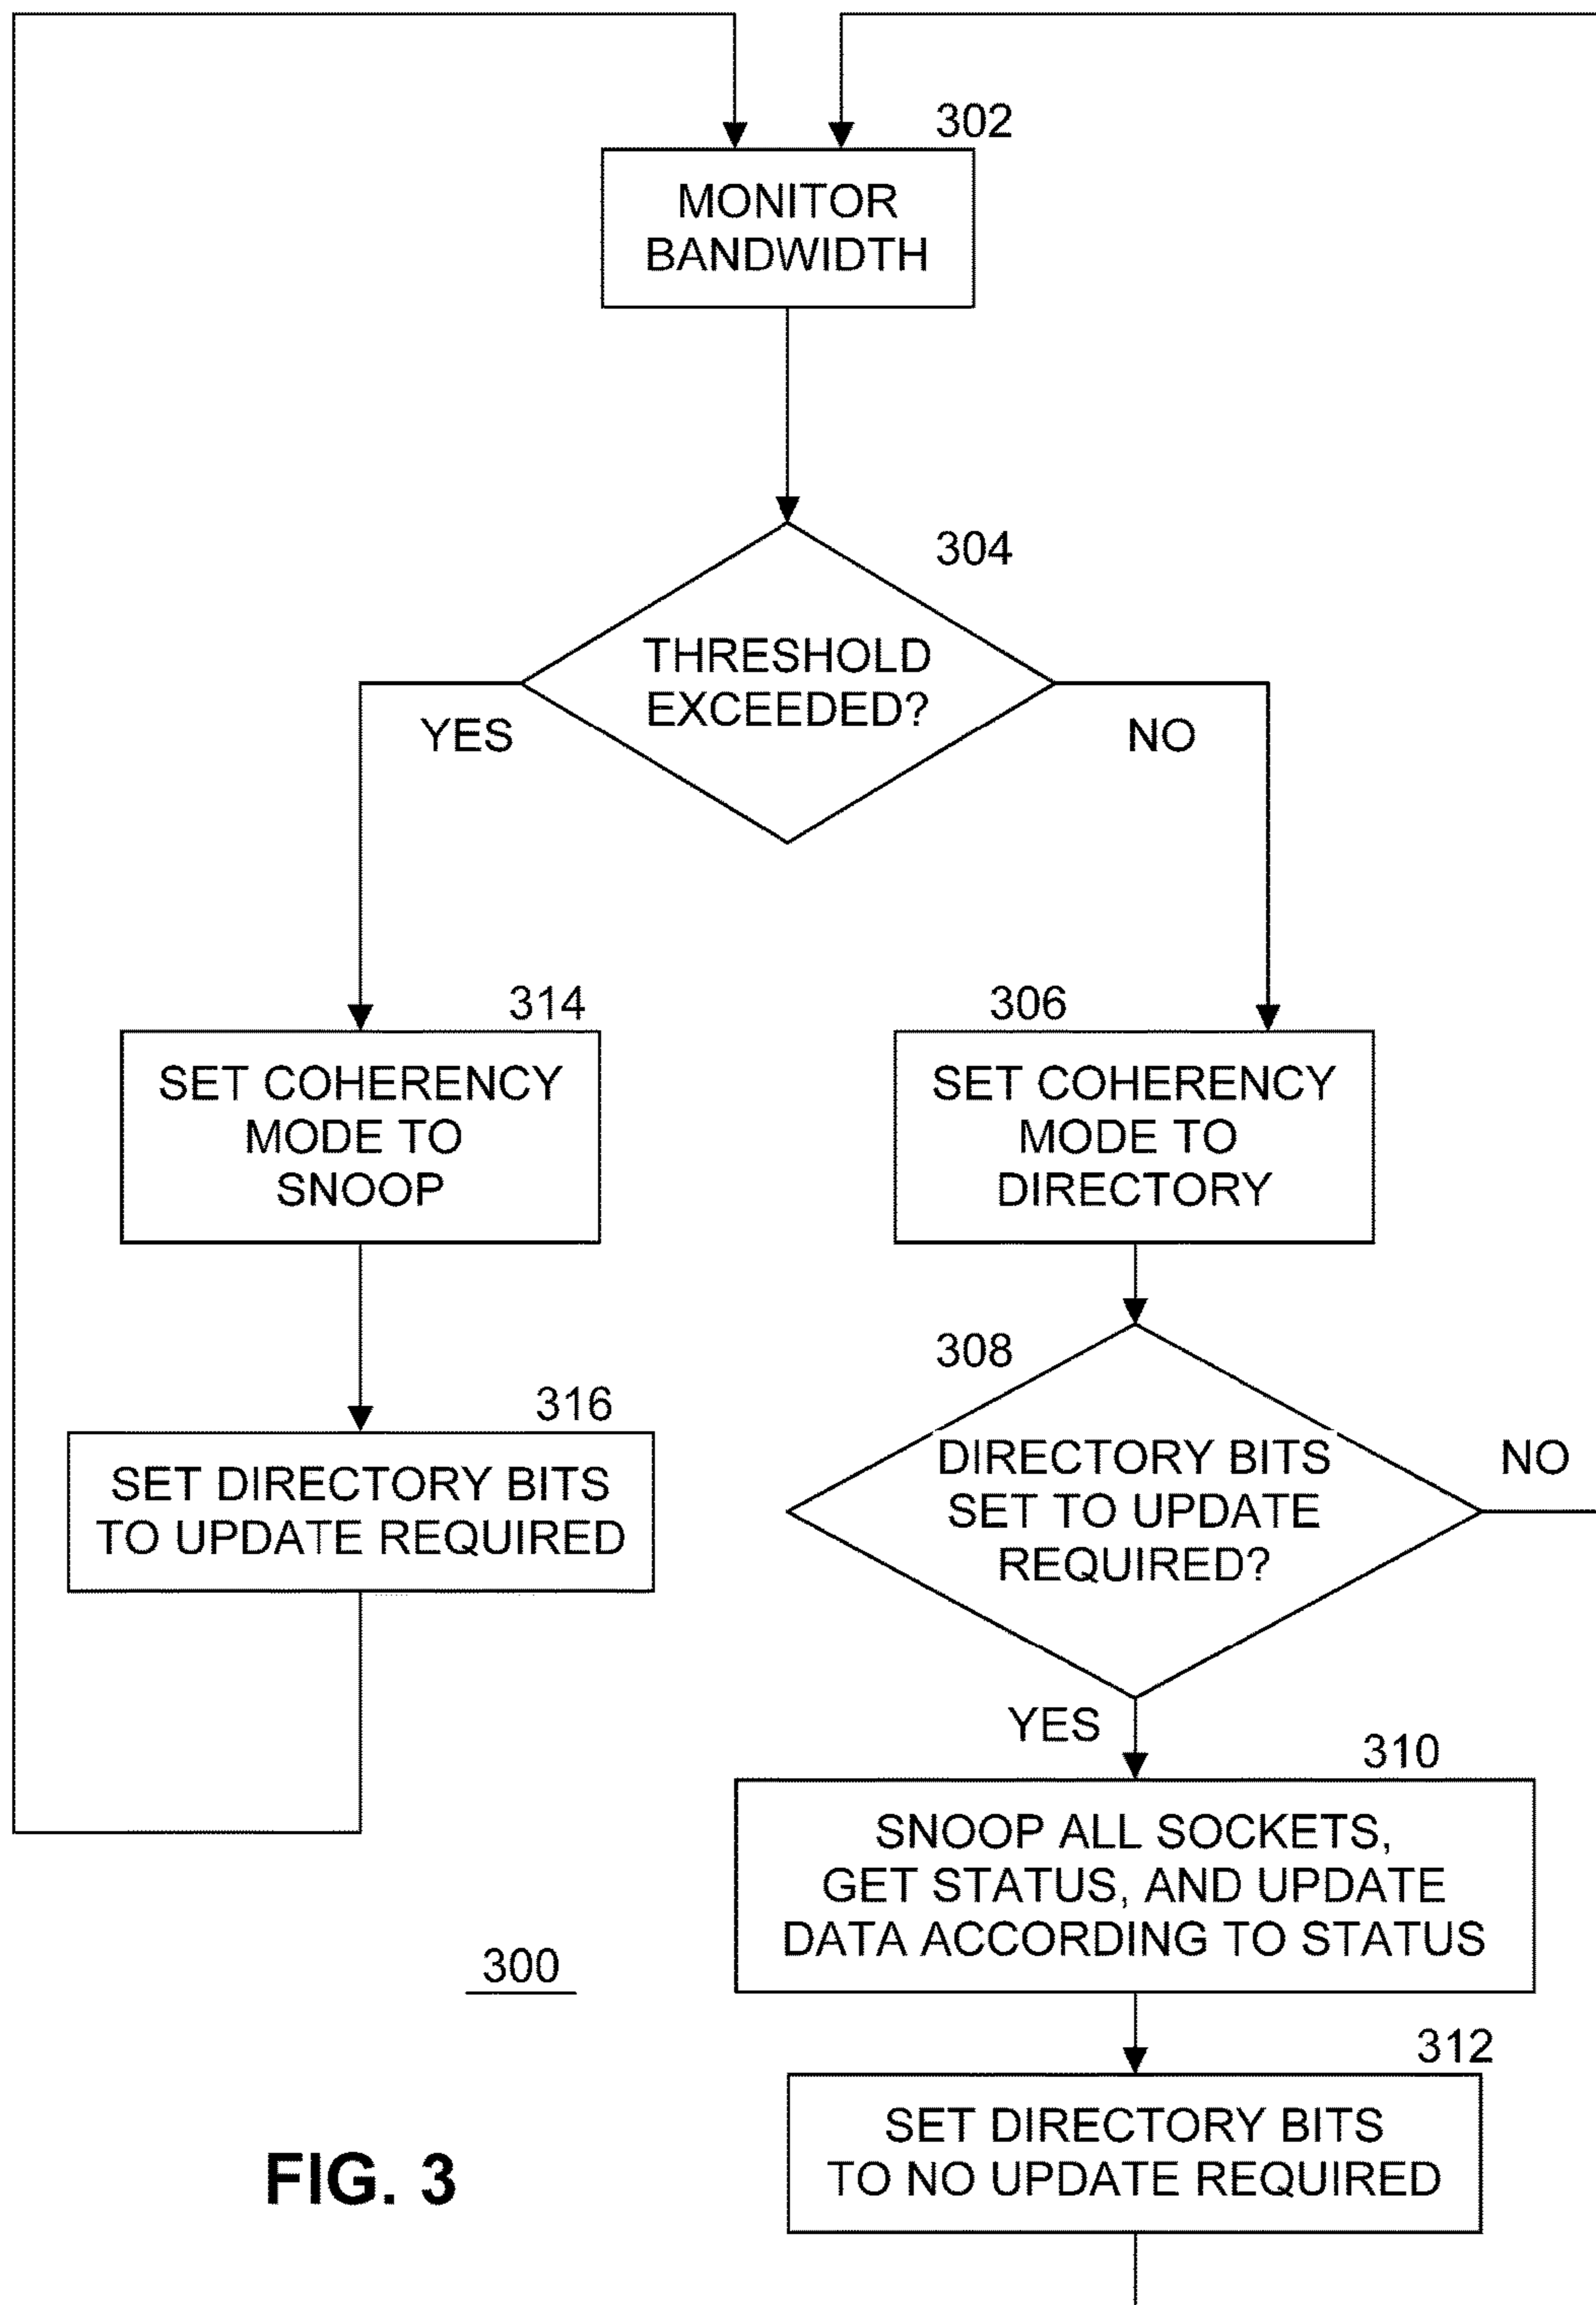 302
MONITOR
BANDWIDTH
304
THRESHOLD
EXCEEDED?
YES
NO
314
SET COHERENCY
MODE TO
SNOOP
306
SET COHERENCY
MODE TO
DIRECTORY
316
SET DIRECTORY BITS
TO UPDATE REQUIRED
308
DIRECTORY BITS
SET TO UPDATE
REQUIRED?
NO
YES
310
SNOOP ALL SOCKETS,
GET STATUS, AND UPDATE
DATA ACCORDING TO STATUS
300
312
SET DIRECTORY BITS
TO NO UPDATE REQUIRED
FIG. 3